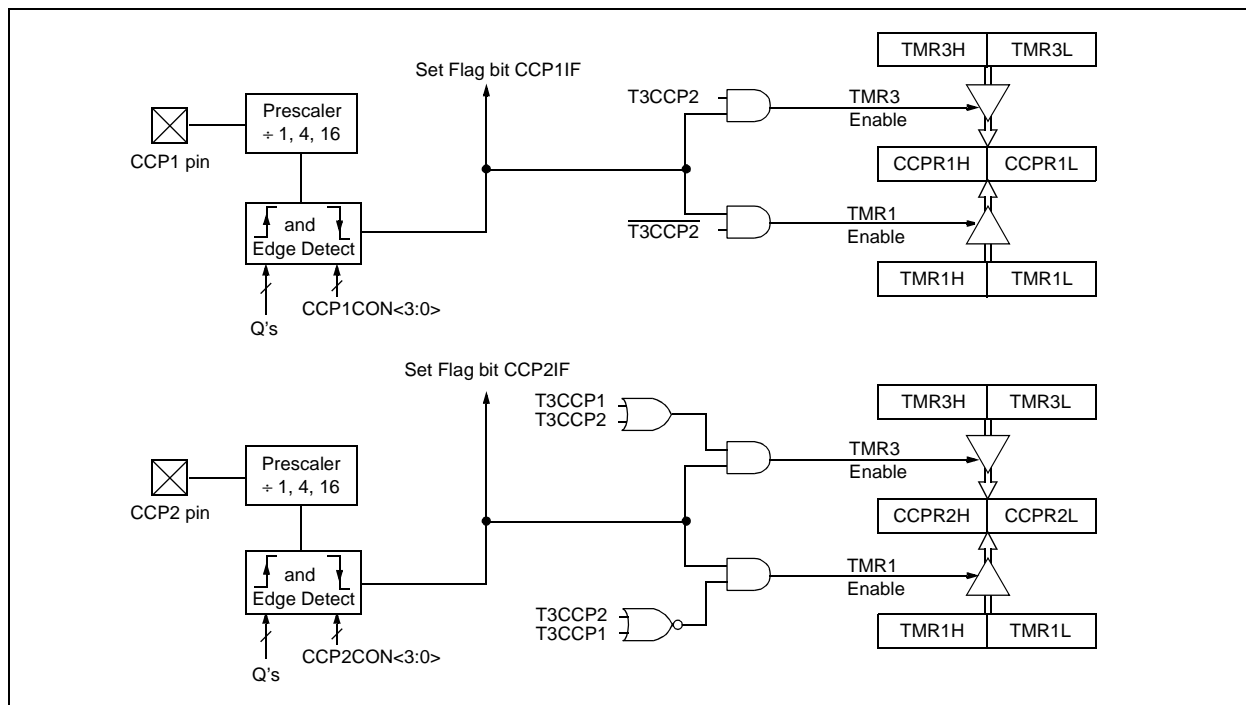 Set Flag bit CCP1IF
TMR3H TMR3L
Prescaler
÷ 1, 4, 16
CCP1 pin
T3CCP2
TMR3
Enable
CCPR1H CCPR1L
and
Edge Detect
T̅3̅C̅C̅P̅2̅
TMR1
Enable
TMR1H TMR1L
CCP1CON<3:0>
Q's
Set Flag bit CCP2IF
TMR3H TMR3L
T3CCP1
T3CCP2
Prescaler
÷ 1, 4, 16
CCP2 pin
TMR3
Enable
CCPR2H CCPR2L
and
Edge Detect
TMR1
Enable
T3CCP2
T3CCP1
TMR1H TMR1L
CCP2CON<3:0>
Q's